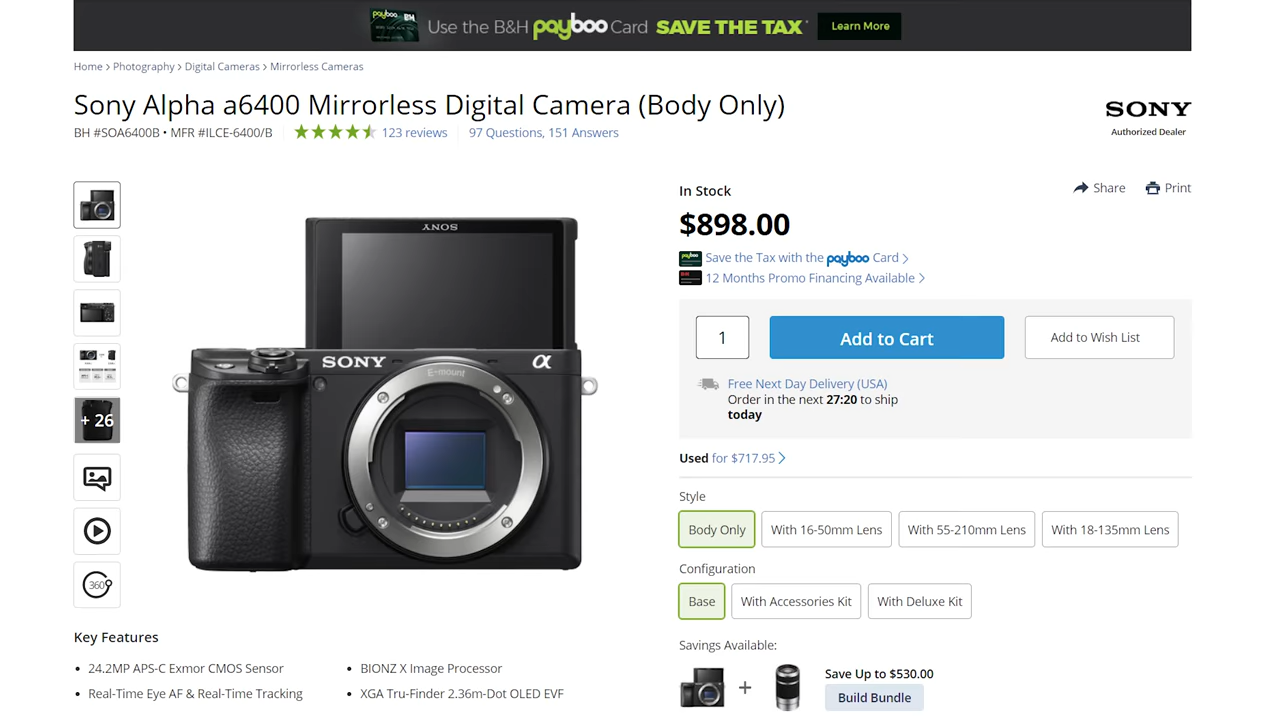 payboo BH
Use the B&H payboo Card SAVE THE TAX*
Learn More
Home > Photography > Digital Cameras > Mirrorless Cameras
Sony Alpha a6400 Mirrorless Digital Camera (Body Only)
BH #SOA6400B • MFR #ILCE-6400/B
123 reviews
97 Questions, 151 Answers
SONY
Authorized Dealer
+ 26
360
SONY
SONY
α
E-mount
In Stock
Share
Print
$898.00
payboo Save the Tax with the payboo Card >
12 Months Promo Financing Available >
1
Add to Cart
Add to Wish List
Free Next Day Delivery (USA)
Order in the next 27:20 to ship
today
Used for $717.95 >
Style
Body Only
With 16-50mm Lens
With 55-210mm Lens
With 18-135mm Lens
Configuration
Base
With Accessories Kit
With Deluxe Kit
Savings Available:
+
Save Up to $530.00
Build Bundle
Key Features
• 24.2MP APS-C Exmor CMOS Sensor
• Real-Time Eye AF & Real-Time Tracking
• BIONZ X Image Processor
• XGA Tru-Finder 2.36m-Dot OLED EVF